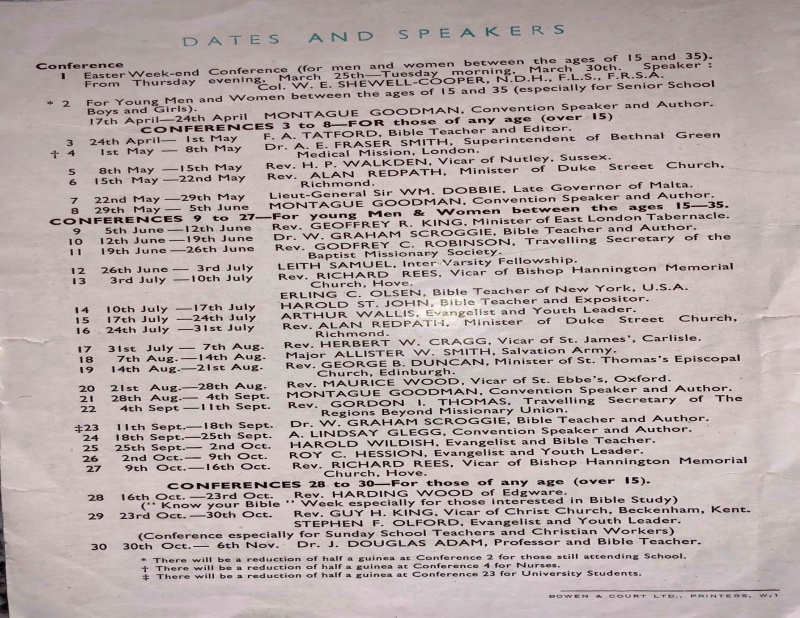 DATES AND SPEAKERS
Conference
1 Easter Week-end Conference (for men and women between the ages of 15 and 35).
From Thursday evening, March 25th—Tuesday morning, March 30th. Speaker :
Col. W. E. SHEWELL-COOPER, N.D.H., F.L.S., F.R.S.A.
* 2 For Young Men and Women between the ages of 15 and 35 (especially for Senior School
Boys and Girls).
17th April—24th April MONTAGUE GOODMAN, Convention Speaker and Author.
CONFERENCES 3 to 8—FOR those of any age (over 15)
3 24th April— 1st May F. A. TATFORD, Bible Teacher and Editor.
† 4 1st May — 8th May Dr. A. E. FRASER SMITH, Superintendent of Bethnal Green
Medical Mission, London.
5 8th May —15th May Rev. H. P. WALKDEN, Vicar of Nutley, Sussex.
6 15th May —22nd May Rev. ALAN REDPATH, Minister of Duke Street Church,
Richmond.
7 22nd May —29th May Lieut-General Sir WM. DOBBIE, Late Governor of Malta.
8 29th May — 5th June MONTAGUE GOODMAN, Convention Speaker and Author.
CONFERENCES 9 to 27—For young Men & Women between the ages 15—35.
9 5th June —12th June Rev. GEOFFREY R. KING, Minister of East London Tabernacle.
10 12th June —19th June Dr. W. GRAHAM SCROGGIE, Bible Teacher and Author.
11 19th June —26th June Rev. GODFREY C. ROBINSON, Travelling Secretary of the
Baptist Missionary Society.
12 26th June — 3rd July LEITH SAMUEL, Inter Varsity Fellowship.
13 3rd July —10th July Rev. RICHARD REES, Vicar of Bishop Hannington Memorial
Church, Hove.
ERLING C. OLSEN, Bible Teacher of New York, U.S.A.
14 10th July —17th July HAROLD ST. JOHN, Bible Teacher and Expositor.
15 17th July —24th July ARTHUR WALLIS, Evangelist and Youth Leader.
16 24th July —31st July Rev. ALAN REDPATH, Minister of Duke Street Church,
Richmond.
17 31st July — 7th Aug. Rev. HERBERT W. CRAGG, Vicar of St. James', Carlisle.
18 7th Aug.—14th Aug. Major ALLISTER W. SMITH, Salvation Army.
19 14th Aug.—21st Aug. Rev. GEORGE B. DUNCAN, Minister of St. Thomas's Episcopal
Church, Edinburgh.
20 21st Aug.—28th Aug. Rev. MAURICE WOOD, Vicar of St. Ebbe's, Oxford.
21 28th Aug.— 4th Sept. MONTAGUE GOODMAN, Convention Speaker and Author.
22 4th Sept —11th Sept. Rev. GORDON I. THOMAS, Travelling Secretary of The
Regions Beyond Missionary Union.
‡23 11th Sept.—18th Sept. Dr. W. GRAHAM SCROGGIE, Bible Teacher and Author.
24 18th Sept.—25th Sept. A. LINDSAY GLEGG, Convention Speaker and Author.
25 25th Sept.— 2nd Oct. HAROLD WILDISH, Evangelist and Bible Teacher.
26 2nd Oct. — 9th Oct. ROY C. HESSION, Evangelist and Youth Leader.
27 9th Oct.—16th Oct. Rev. RICHARD REES, Vicar of Bishop Hannington Memorial
Church, Hove.
CONFERENCES 28 to 30—For those of any age (over 15).
28 16th Oct. —23rd Oct. Rev. HARDING WOOD of Edgware.
("Know your Bible" Week especially for those interested in Bible Study)
29 23rd Oct.—30th Oct. Rev. GUY H. KING, Vicar of Christ Church, Beckenham, Kent.
STEPHEN F. OLFORD, Evangelist and Youth Leader.
(Conference especially for Sunday School Teachers and Christian Workers)
30 30th Oct.— 6th Nov. Dr. J. DOUGLAS ADAM, Professor and Bible Teacher.
* There will be a reduction of half a guinea at Conference 2 for those still attending School.
† There will be a reduction of half a guinea at Conference 4 for Nurses.
‡ There will be a reduction of half a guinea at Conference 23 for University Students.
BOWEN & COURT LTD., PRINTERS, W.1